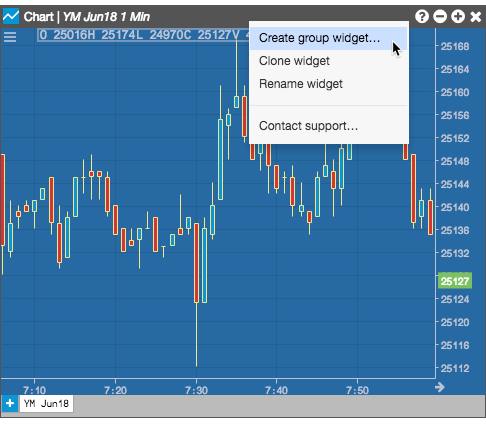 Chart | YM Jun18 1 Min
0 25016H 25174L 24970C 25127V
Create group widget...
Clone widget
Rename widget
Contact support...
25168
25164
25160
25156
25152
25148
25144
25140
25136
25132
25127
25124
25120
25116
25112
7:10 7:20 7:30 7:40 7:50
YM Jun18